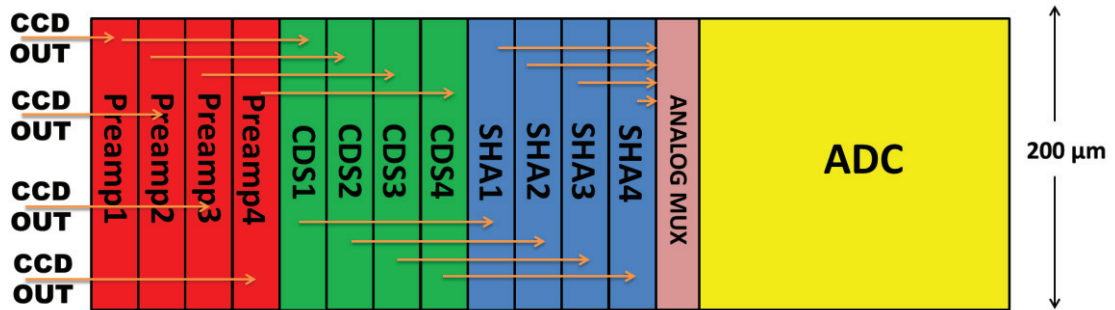 CCD
OUT
CCD
OUT
CCD
OUT
CCD
OUT
Preamp1
Preamp2
Preamp3
Preamp4
CDS1
CDS2
CDS3
CDS4
SHA1
SHA2
SHA3
SHA4
ANALOG MUX
ADC
200 μm